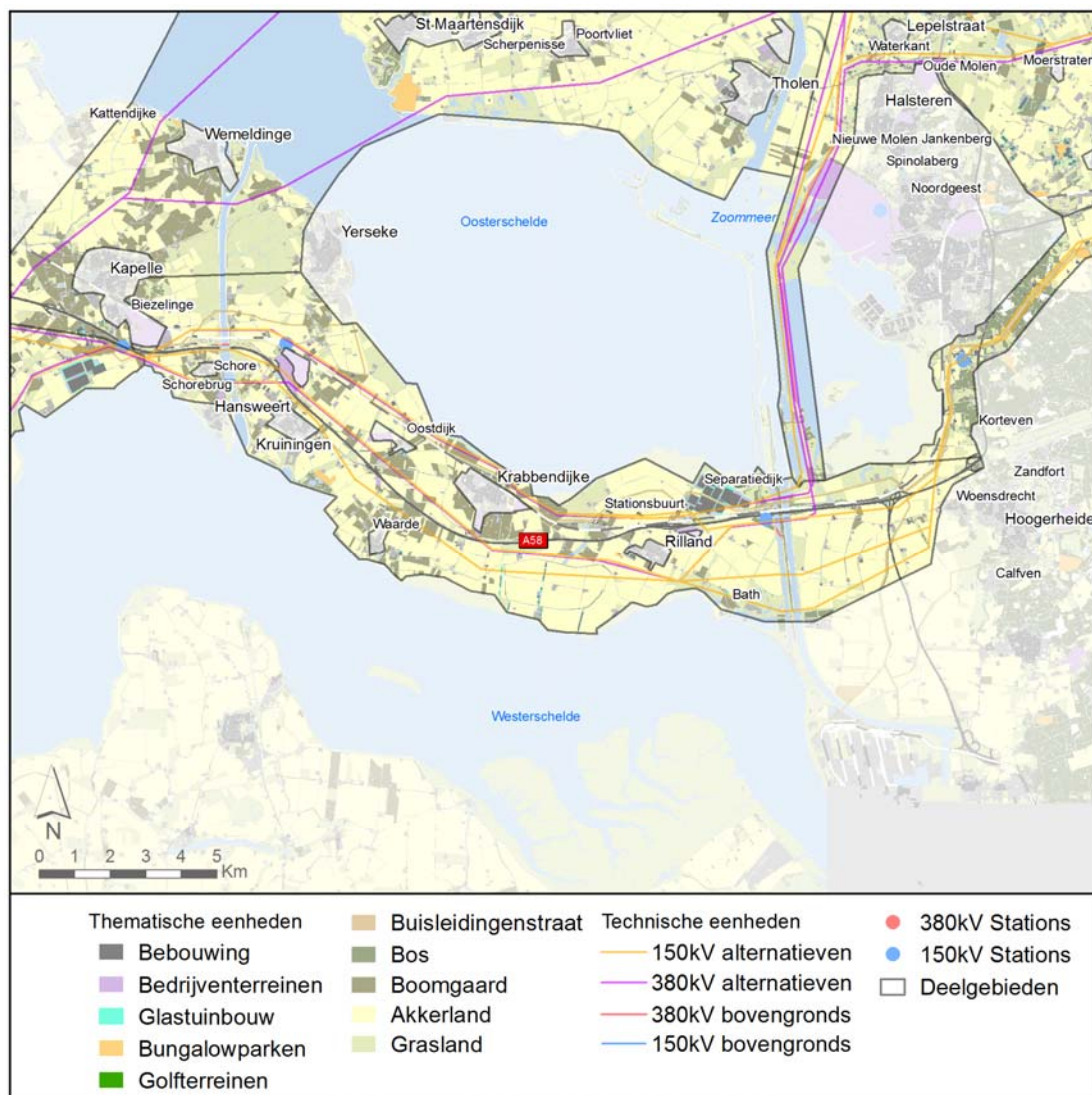 St-Maartensdijk
Scherpenisse
Poortvliet
Lepelstraat
Waterkant
Oude Molen
Moerstraten
Kattendijke
Tholen
Halsteren
Wemeldinge
Nieuwe Molen
Jankenberg
Spinolaberg
Noordgeest
Oosterschelde
Zoommeer
Yerseke
Kapelle
Biezelinge
Schore
Schorebrug
Hansweert
Kruiningen
Oostdijk
Korteven
Krabbendijke
Separatiedijk
Zandfort
Stationsbuurt
Woensdrecht
Hoogerheide
Waarde
A58
Rilland
Calfven
Bath
Westerschelde
N
0 1 2 3 4 5
Km
Thematische eenheden
Bebouwing
Bedrijventerreinen
Glastuinbouw
Bungalowparken
Golfterreinen
Buisleidingenstraat
Bos
Boomgaard
Akkerland
Grasland
Technische eenheden
150kV alternatieven
380kV alternatieven
380kV bovengronds
150kV bovengronds
380kV Stations
150kV Stations
Deelgebieden